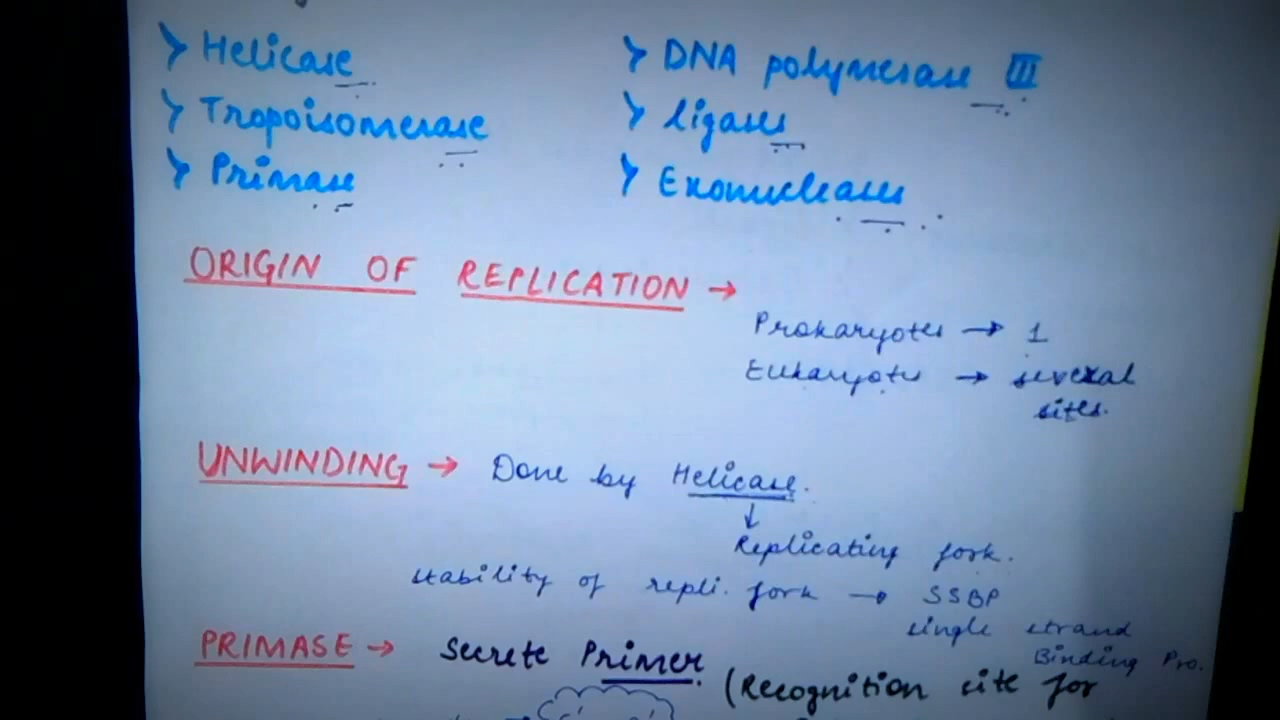 > Helicase
> Tropoisomerase
> Primase
> DNA polymerase III
> ligases
> Exonucleases
ORIGIN OF REPLICATION →
Prokaryotes → 1
Eukaryotes → several
sites.
UNWINDING → Done by Helicase.
↓
Replicating fork.
stability of repli. fork → SSBP
single strand
Binding Pro.
PRIMASE → Secrete Primer
(Recognition site for